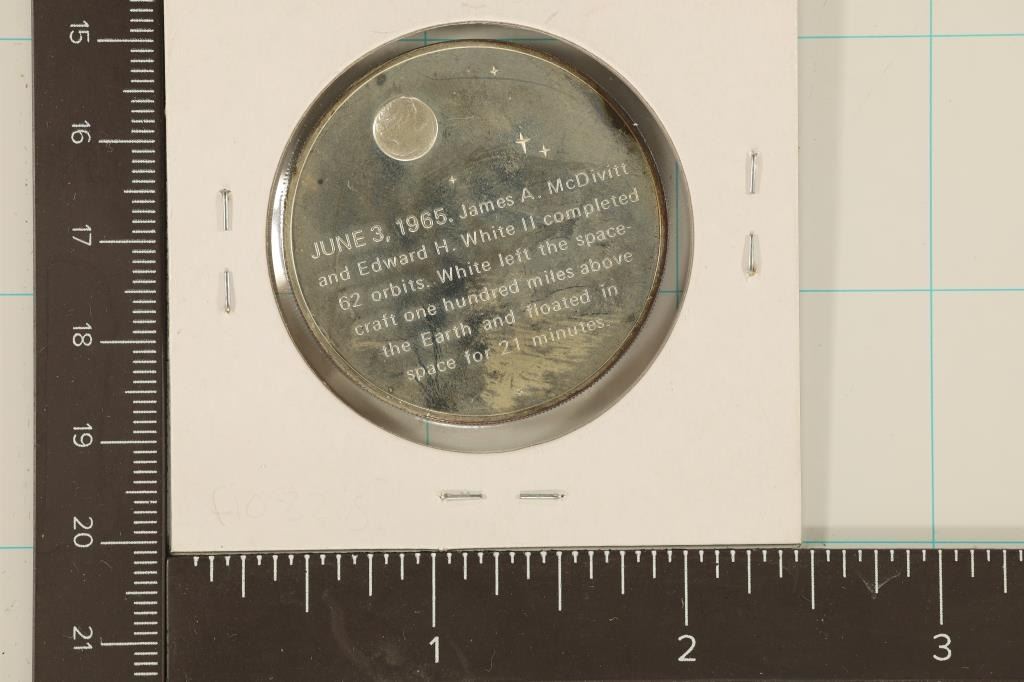 JUNE 3, 1965. James A. McDivitt
and Edward H. White II completed
62 orbits. White left the space-
craft one hundred miles above
the Earth and floated in
space for 21 minutes.
15
16
17
18
19
20
21
1 2 3